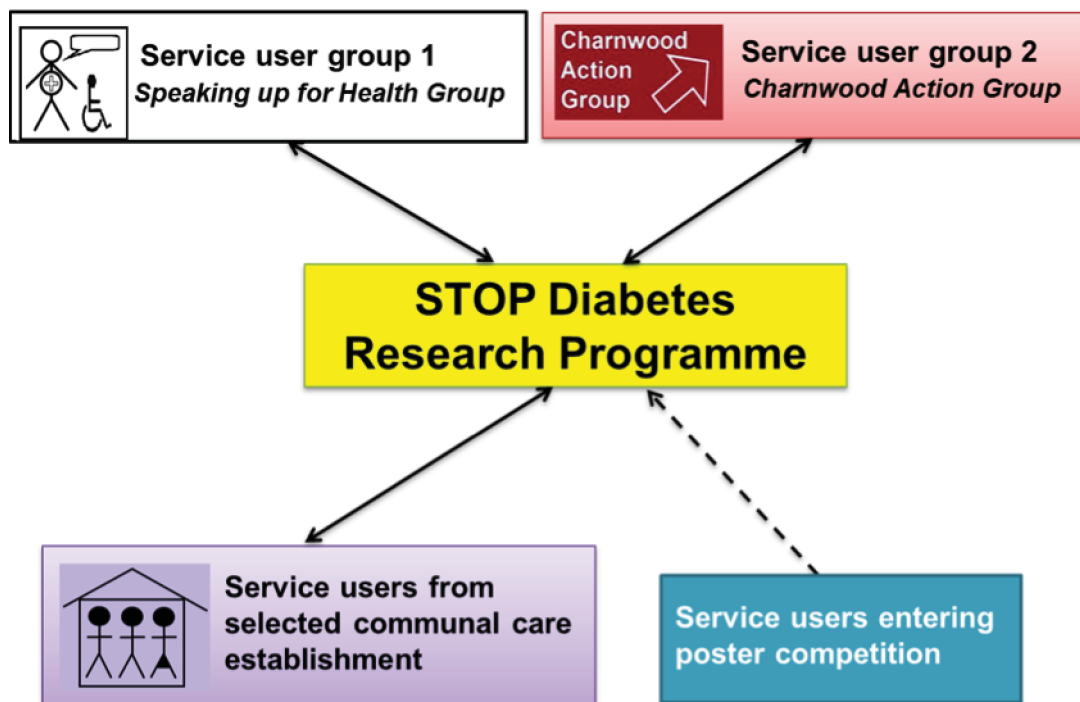 Service user group 1
Speaking up for Health Group
Charnwood
Action
Group
Service user group 2
Charnwood Action Group
STOP Diabetes
Research Programme
Service users from
selected communal care
establishment
Service users entering
poster competition